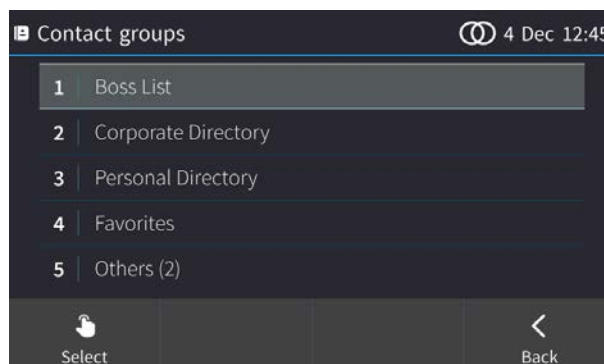 Contact groups 4 Dec 12:45
1 Boss List
2 Corporate Directory
3 Personal Directory
4 Favorites
5 Others (2)
Select Back